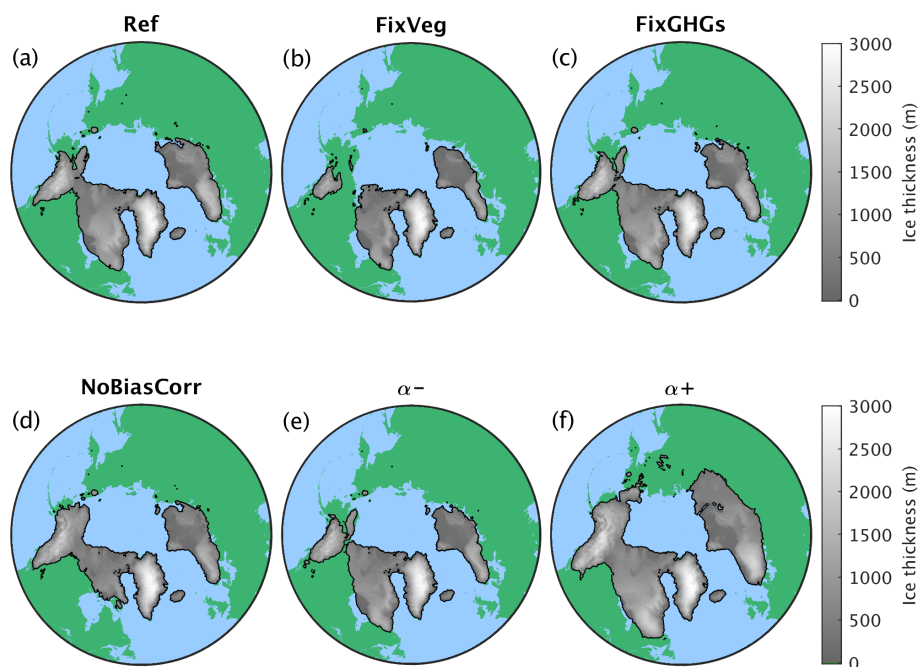 Ref
FixVeg
FixGHGs
(a)
(b)
(c)
3000
2500
2000
1500
1000
500
0
Ice thickness (m)
NoBiasCorr
α−
α+
(d)
(e)
(f)
3000
2500
2000
1500
1000
500
0
Ice thickness (m)